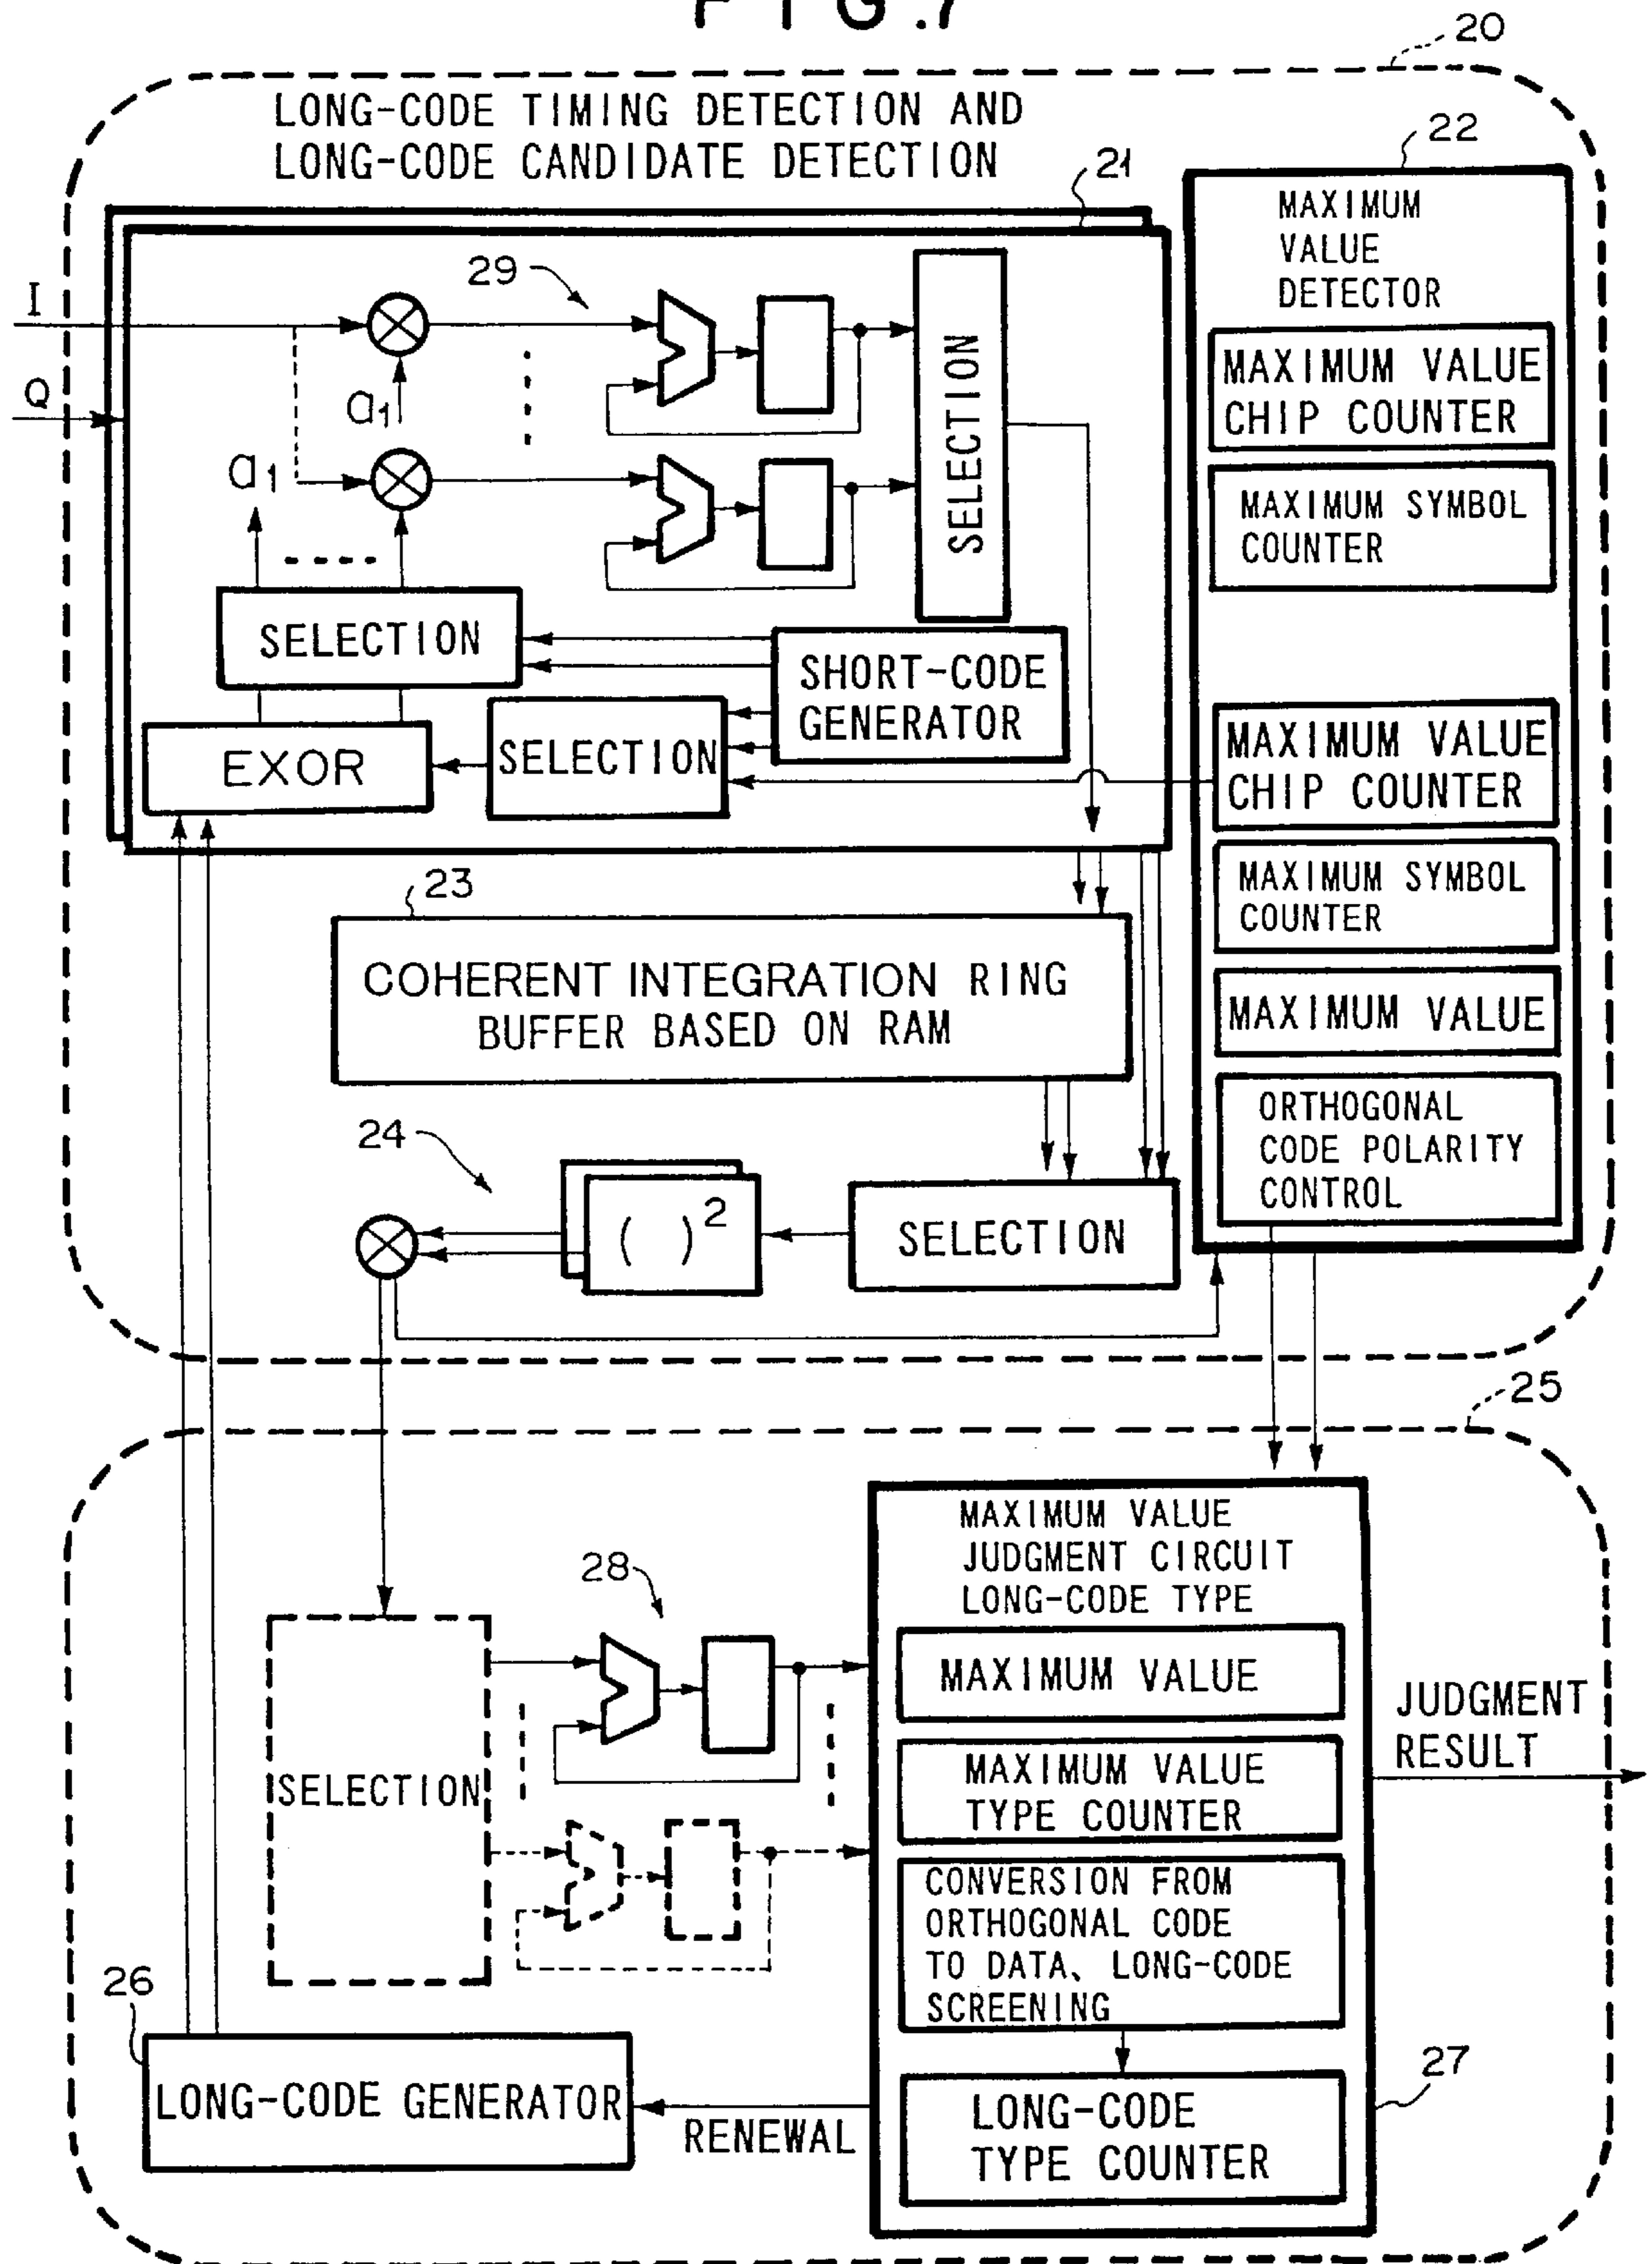 FIG.7
20
LONG-CODE TIMING DETECTION AND
LONG-CODE CANDIDATE DETECTION
21
22
MAXIMUM
VALUE
DETECTOR
29
I
Q
a1
a1
SELECTION
MAXIMUM VALUE
CHIP COUNTER
MAXIMUM SYMBOL
COUNTER
SELECTION
SHORT-CODE
GENERATOR
SELECTION
EXOR
MAXIMUM VALUE
CHIP COUNTER
23
COHERENT INTEGRATION RING
BUFFER BASED ON RAM
MAXIMUM SYMBOL
COUNTER
MAXIMUM VALUE
ORTHOGONAL
CODE POLARITY
CONTROL
24
( )2
SELECTION
25
MAXIMUM VALUE
JUDGMENT CIRCUIT
LONG-CODE TYPE
28
SELECTION
MAXIMUM VALUE
MAXIMUM VALUE
TYPE COUNTER
JUDGMENT
RESULT
CONVERSION FROM
ORTHOGONAL CODE
TO DATA、LONG-CODE
SCREENING
26
LONG-CODE GENERATOR
RENEWAL
LONG-CODE
TYPE COUNTER
27